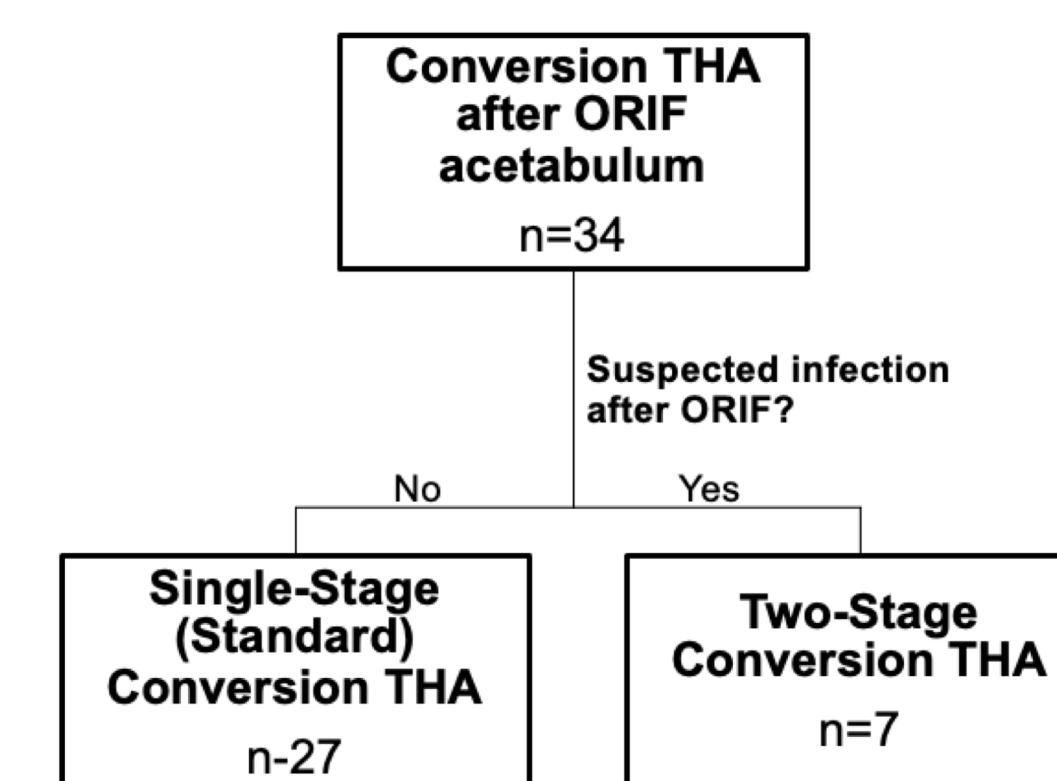 Conversion THA
after ORIF
acetabulum
n=34
Suspected infection
after ORIF?
No
Yes
Single-Stage
(Standard)
Conversion THA
n-27
Two-Stage
Conversion THA
n=7